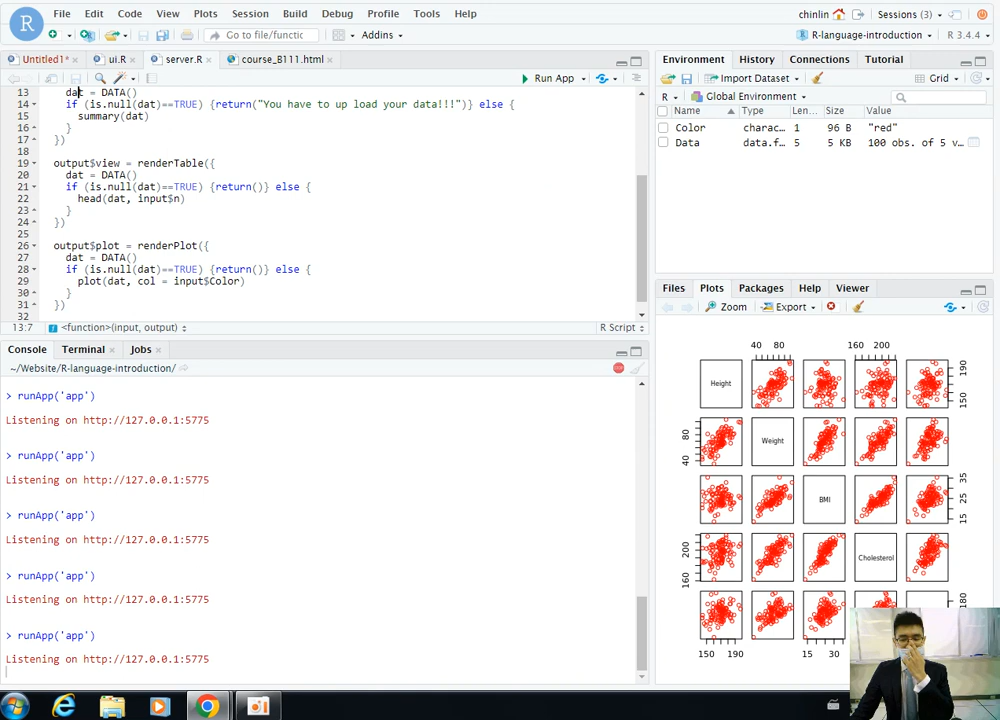 File Edit Code View Plots Session Build Debug Profile Tools Help
chinlin Sessions (3)
R
Go to file/functic Addins
R-language-introduction R 3.4.4
Untitled1* ui.R server.R course_B111.html
Run App
13 dat = DATA()
14 if (is.null(dat)==TRUE) {return("You have to up load your data!!!")} else {
15 summary(dat)
16 }
17 })
18
19 output$view = renderTable({
20 dat = DATA()
21 if (is.null(dat)==TRUE) {return()} else {
22 head(dat, input$n)
23 }
24 })
25
26 output$plot = renderPlot({
27 dat = DATA()
28 if (is.null(dat)==TRUE) {return()} else {
29 plot(dat, col = input$Color)
30 }
31 })
32
13:7 <function>(input, output) R Script
Console Terminal Jobs
~/Website/R-language-introduction/
> runApp('app')
Listening on http://127.0.0.1:5775
> runApp('app')
Listening on http://127.0.0.1:5775
> runApp('app')
Listening on http://127.0.0.1:5775
> runApp('app')
Listening on http://127.0.0.1:5775
> runApp('app')
Listening on http://127.0.0.1:5775
Environment History Connections Tutorial
Import Dataset Grid
R Global Environment
Name Type Len... Size Value
Color charac... 1 96 B "red"
Data data.f... 5 5 KB 100 obs. of 5 v...
Files Plots Packages Help Viewer
Zoom Export
40 80 160 200
Height
150 190
40 80
Weight
BMI
15 25 35
160 200
Cholesterol
180
150 190 15 30